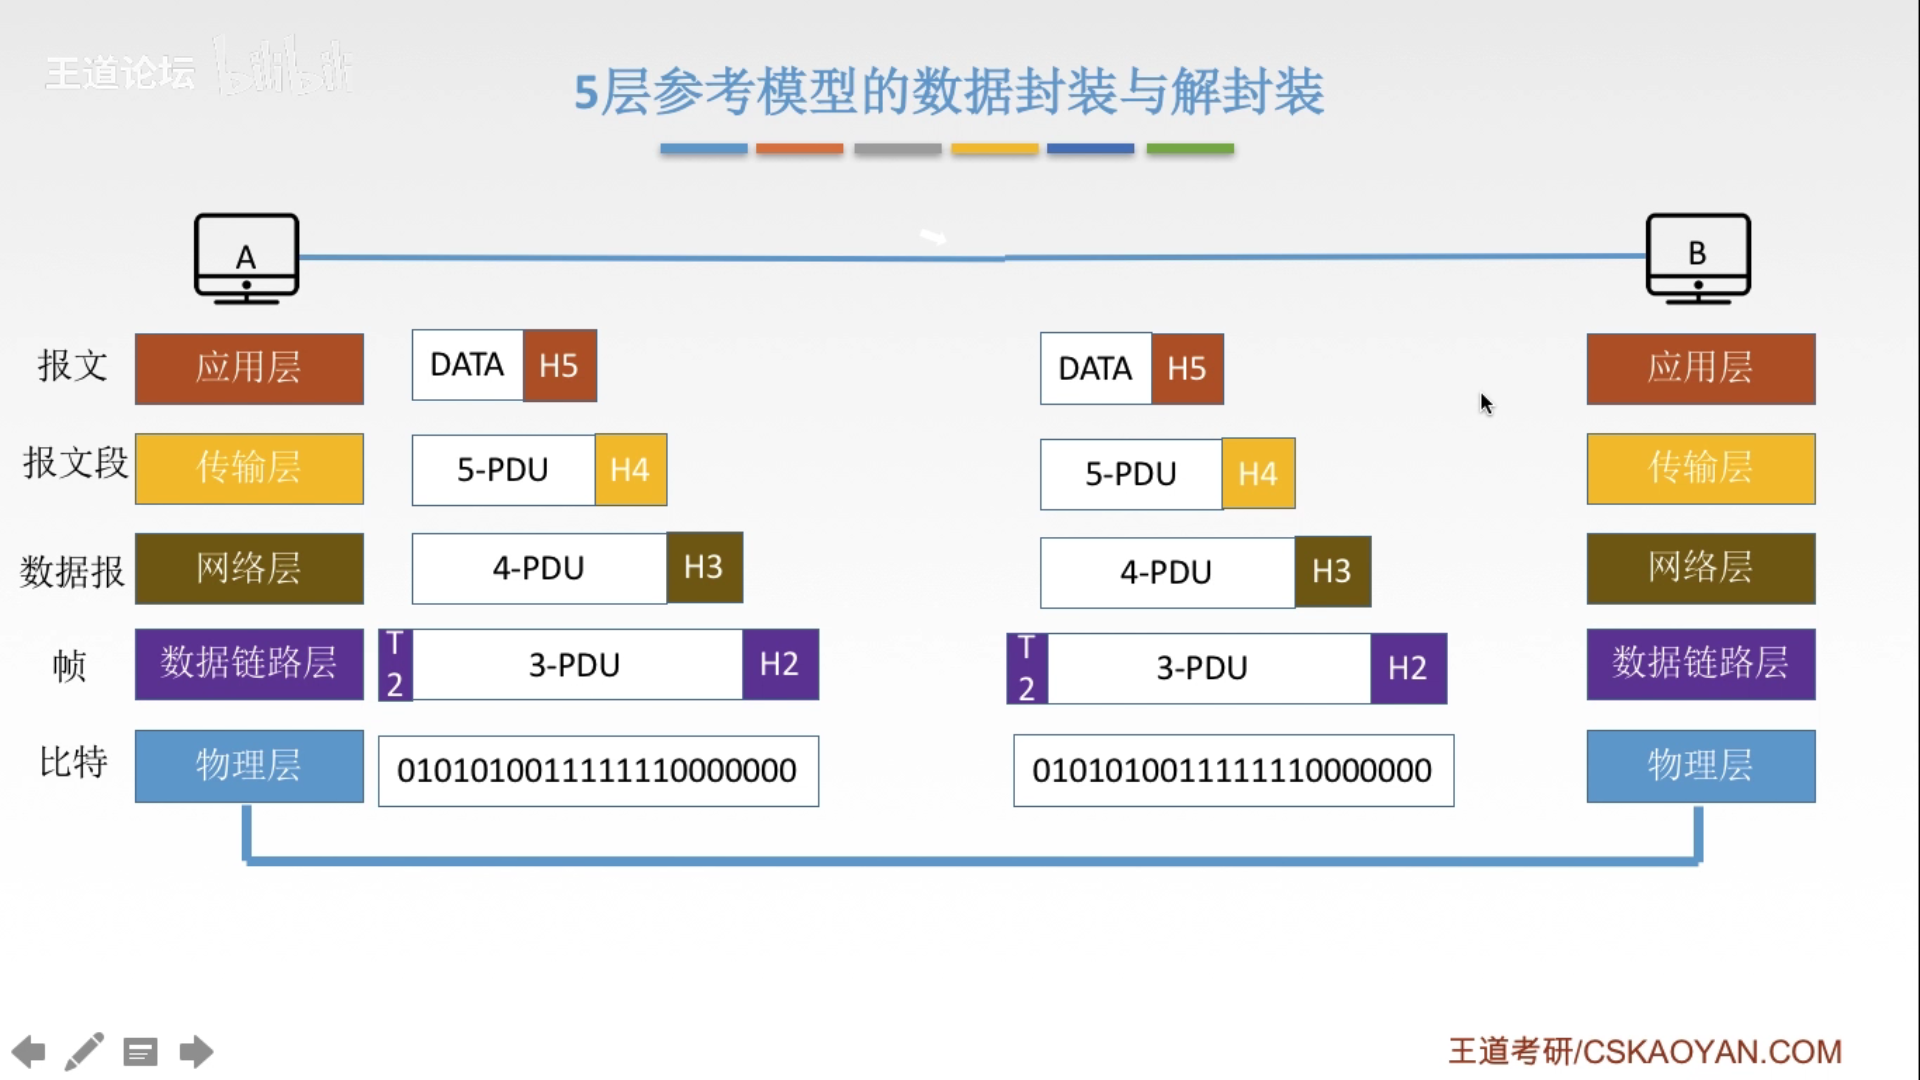 王道论坛 bilibili
5层参考模型的数据封装与解封装
A
B
报文 应用层 DATA H5 DATA H5 应用层
报文段 传输层 5-PDU H4 5-PDU H4 传输层
数据报 网络层 4-PDU H3 4-PDU H3 网络层
帧 数据链路层 T2 3-PDU H2 T2 3-PDU H2 数据链路层
比特 物理层 0101010011111110000000 0101010011111110000000 物理层
王道考研/CSKAOYAN.COM